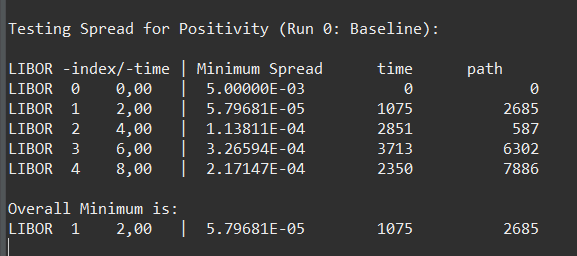 Testing Spread for Positivity (Run 0: Baseline):
LIBOR -index/-time | Minimum Spread time path
LIBOR 0 0,00 | 5.00000E-03 0 0
LIBOR 1 2,00 | 5.79681E-05 1075 2685
LIBOR 2 4,00 | 1.13811E-04 2851 587
LIBOR 3 6,00 | 3.26594E-04 3713 6302
LIBOR 4 8,00 | 2.17147E-04 2350 7886
Overall Minimum is:
LIBOR 1 2,00 | 5.79681E-05 1075 2685